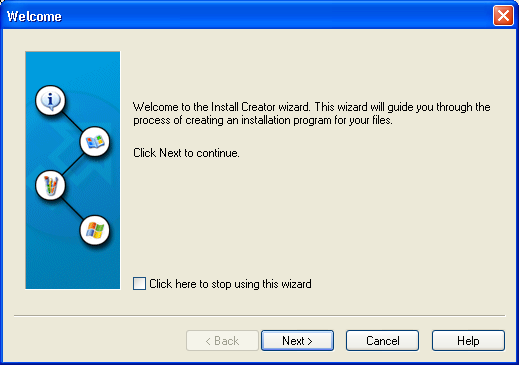 Welcome
Welcome to the Install Creator wizard. This wizard will guide you through the
process of creating an installation program for your files.
Click Next to continue.
Click here to stop using this wizard
< Back
Next >
Cancel
Help